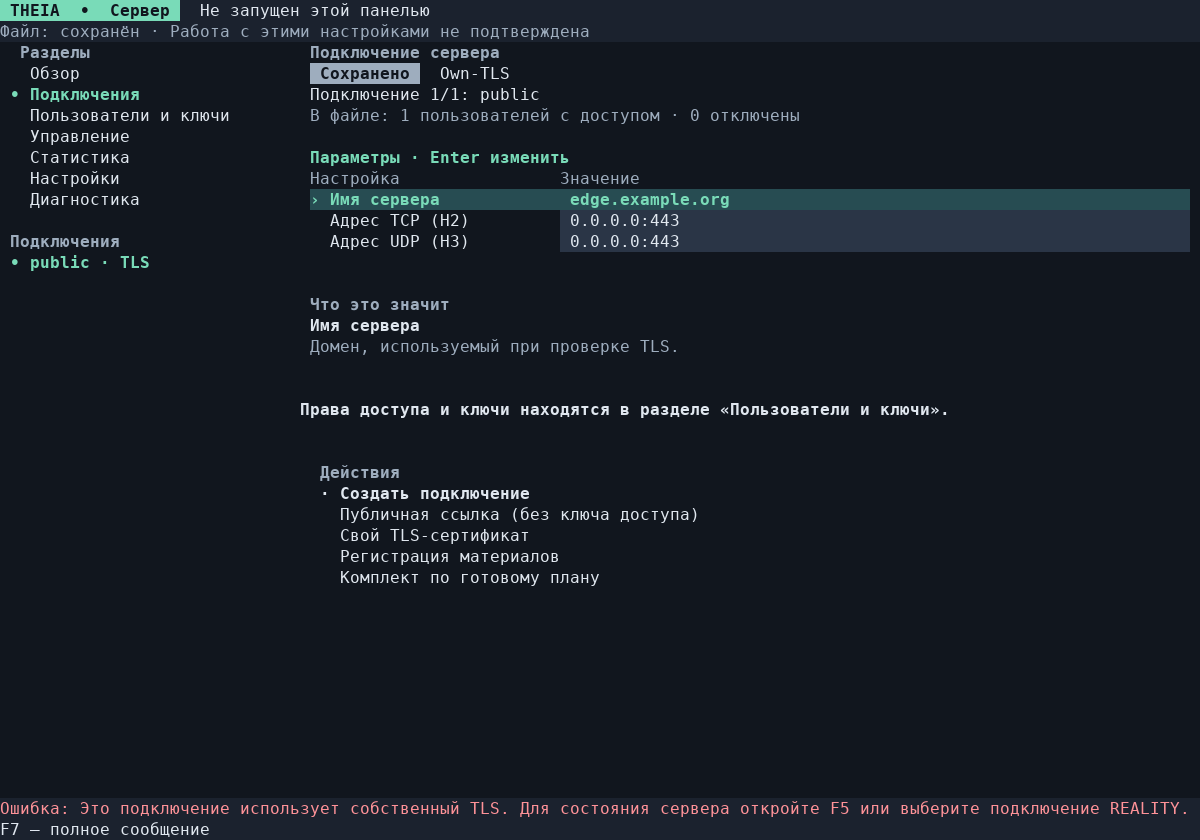 THEIA • Сервер Не запущен этой панелью
Файл: сохранён · Работа с этими настройками не подтверждена
Разделы
Обзор
• Подключения
Пользователи и ключи
Управление
Статистика
Настройки
Диагностика
Подключения
• public · TLS
Подключение сервера
Сохранено Own-TLS
Подключение 1/1: public
В файле: 1 пользователей с доступом · 0 отключены
Параметры · Enter изменить
Настройка Значение
› Имя сервера edge.example.org
Адрес TCP (H2) 0.0.0.0:443
Адрес UDP (H3) 0.0.0.0:443
Что это значит
Имя сервера
Домен, используемый при проверке TLS.
Права доступа и ключи находятся в разделе «Пользователи и ключи».
Действия
· Создать подключение
Публичная ссылка (без ключа доступа)
Свой TLS-сертификат
Регистрация материалов
Комплект по готовому плану
Ошибка: Это подключение использует собственный TLS. Для состояния сервера откройте F5 или выберите подключение REALITY.
F7 — полное сообщение